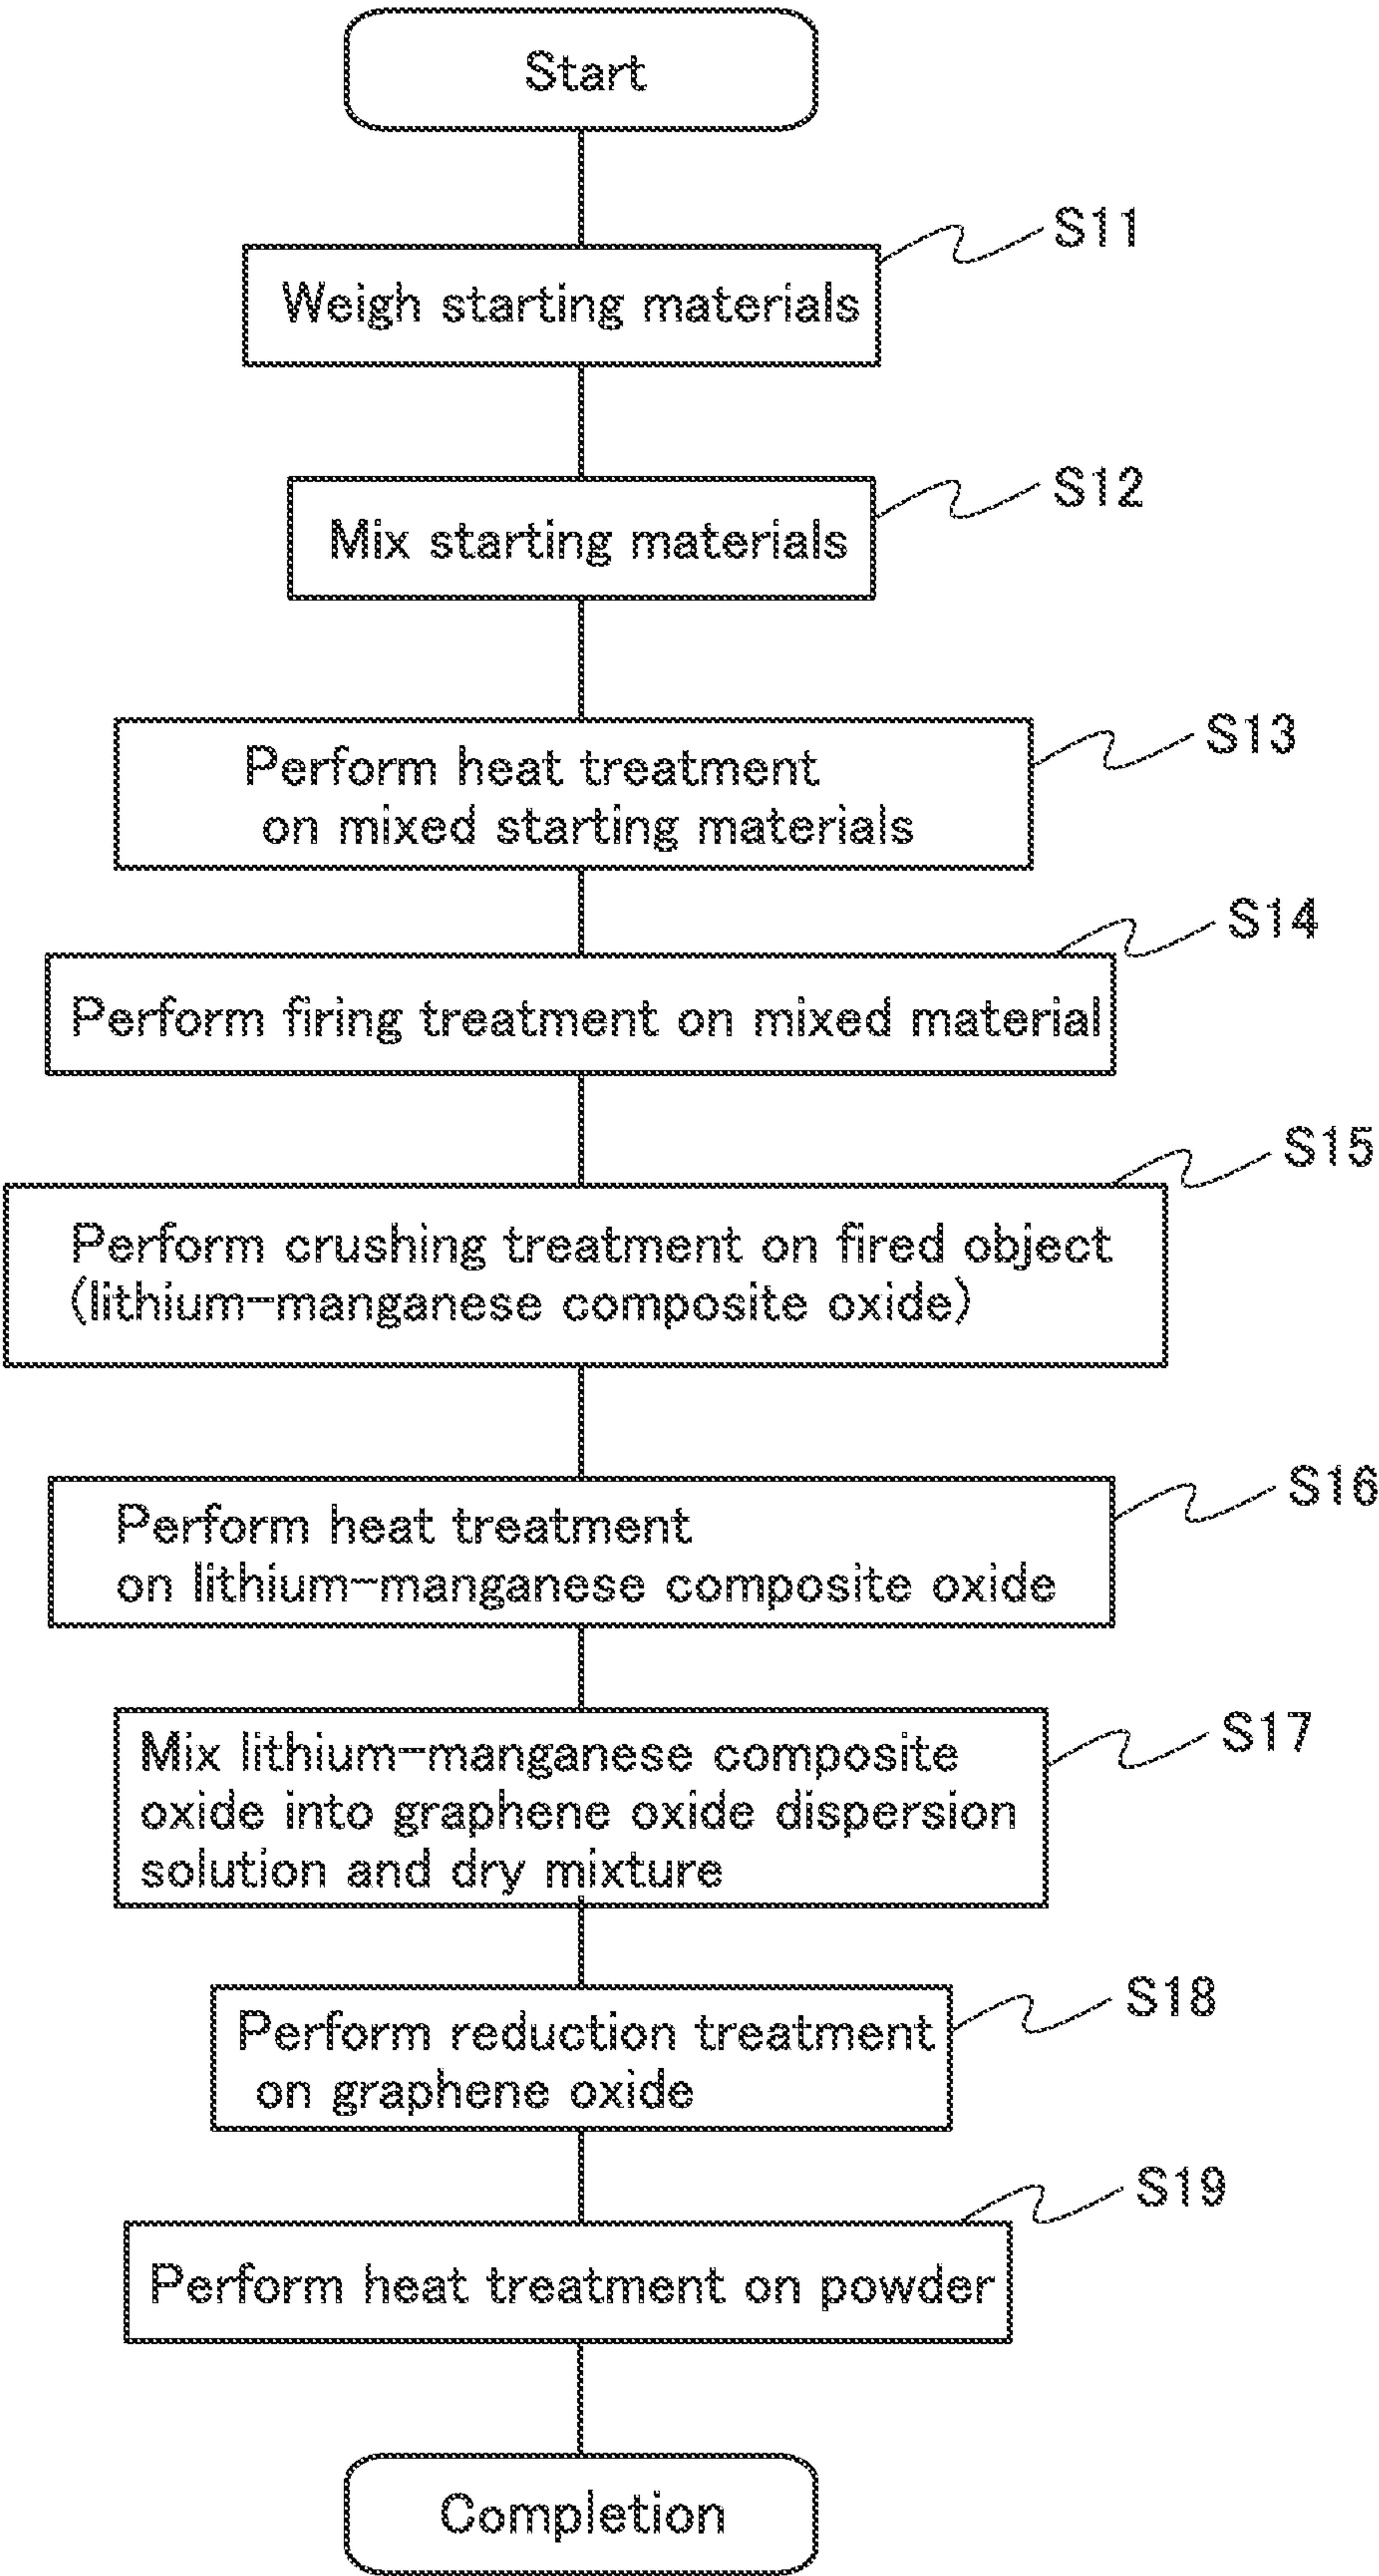 Start
S11
Weigh starting materials
S12
Mix starting materials
S13
Perform heat treatment
on mixed starting materials
S14
Perform firing treatment on mixed material
S15
Perform crushing treatment on fired object
(lithium-manganese composite oxide)
S16
Perform heat treatment
on lithium-manganese composite oxide
S17
Mix lithium-manganese composite
oxide into graphene oxide dispersion
solution and dry mixture
S18
Perform reduction treatment
on graphene oxide
S19
Perform heat treatment on powder
Completion